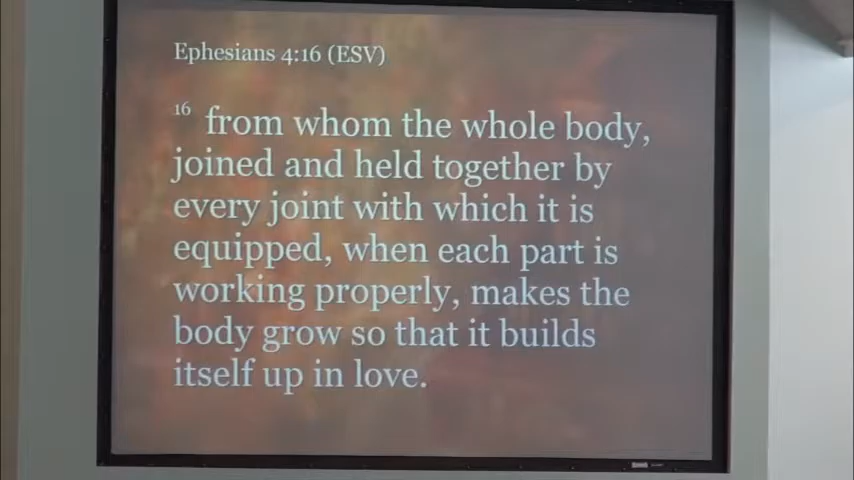 Ephesians 4:16 (ESV)
16 from whom the whole body,
joined and held together by
every joint with which it is
equipped, when each part is
working properly, makes the
body grow so that it builds
itself up in love.